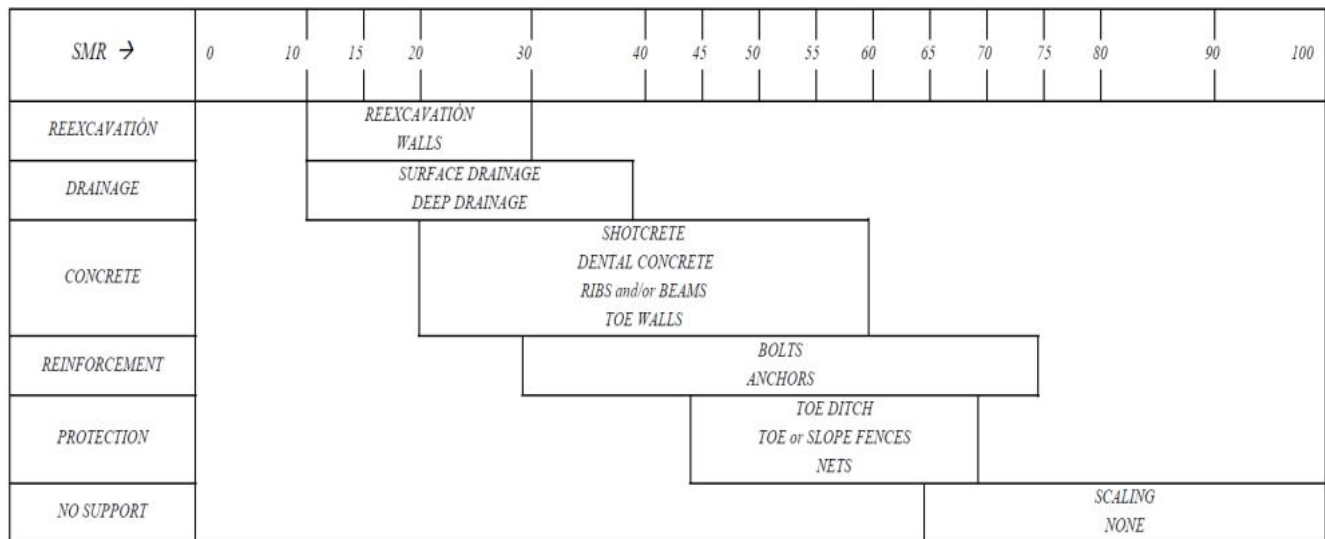 SMR → 0 10 15 20 30 40 45 50 55 60 65 70 75 80 90 100
REEXCAVATIÓN
REEXCAVATIÓN
WALLS
DRAINAGE
SURFACE DRAINAGE
DEEP DRAINAGE
CONCRETE
SHOTCRETE
DENTAL CONCRETE
RIBS and/or BEAMS
TOE WALLS
REINFORCEMENT
BOLTS
ANCHORS
PROTECTION
TOE DITCH
TOE or SLOPE FENCES
NETS
NO SUPPORT
SCALING
NONE